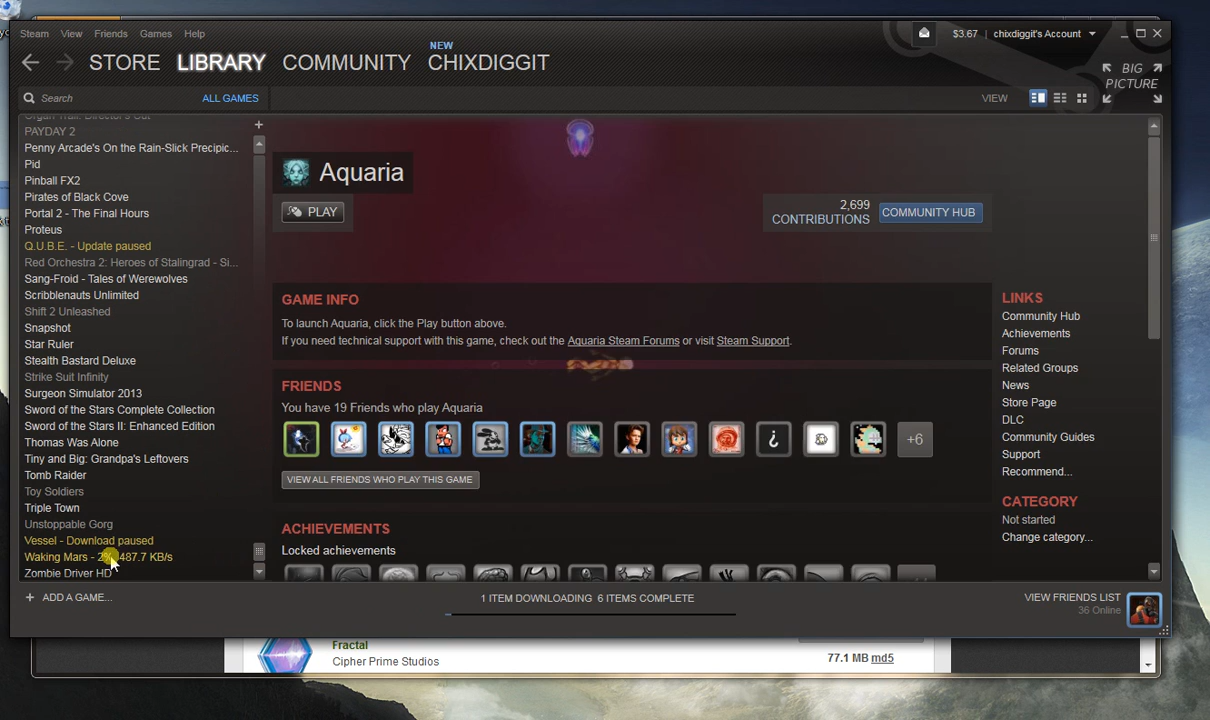 Steam View Friends Games Help
$3.67 | chixdiggit's Account
STORE LIBRARY COMMUNITY NEW CHIXDIGGIT
BIG PICTURE
Search ALL GAMES VIEW
Organ Trail: Director's Cut
PAYDAY 2
Penny Arcade's On the Rain-Slick Precipic...
Pid
Pinball FX2
Pirates of Black Cove
Portal 2 - The Final Hours
Proteus
Q.U.B.E. - Update paused
Red Orchestra 2: Heroes of Stalingrad - Si...
Sang-Froid - Tales of Werewolves
Scribblenauts Unlimited
Shift 2 Unleashed
Snapshot
Star Ruler
Stealth Bastard Deluxe
Strike Suit Infinity
Surgeon Simulator 2013
Sword of the Stars Complete Collection
Sword of the Stars II: Enhanced Edition
Thomas Was Alone
Tiny and Big: Grandpa's Leftovers
Tomb Raider
Toy Soldiers
Triple Town
Unstoppable Gorg
Vessel - Download paused
Waking Mars - 2% 487.7 KB/s
Zombie Driver HD
+ ADD A GAME...
Aquaria
PLAY
2,699
CONTRIBUTIONS
COMMUNITY HUB
GAME INFO
To launch Aquaria, click the Play button above.
If you need technical support with this game, check out the Aquaria Steam Forums or visit Steam Support.
FRIENDS
You have 19 Friends who play Aquaria
+6
VIEW ALL FRIENDS WHO PLAY THIS GAME
ACHIEVEMENTS
Locked achievements
LINKS
Community Hub
Achievements
Forums
Related Groups
News
Store Page
DLC
Community Guides
Support
Recommend...
CATEGORY
Not started
Change category...
1 ITEM DOWNLOADING 6 ITEMS COMPLETE
VIEW FRIENDS LIST
36 Online
Fractal
Cipher Prime Studios
77.1 MB md5